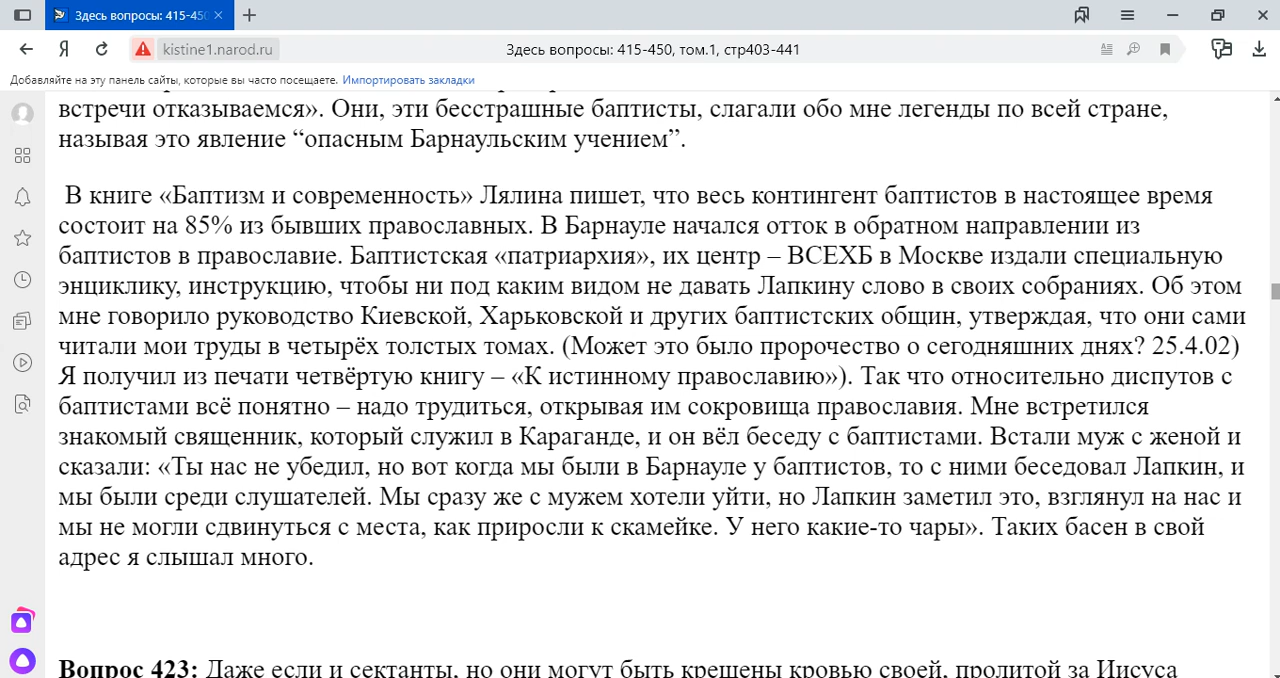 Здесь вопросы: 415-450
kistine1.narod.ru
Здесь вопросы: 415-450, том.1, стр403-441
Добавляйте на эту панель сайты, которые вы часто посещаете. Импортировать закладки
встречи отказываемся». Они, эти бесстрашные баптисты, слагали обо мне легенды по всей стране,
называя это явление “опасным Барнаульским учением”.
В книге «Баптизм и современность» Лялина пишет, что весь контингент баптистов в настоящее время
состоит на 85% из бывших православных. В Барнауле начался отток в обратном направлении из
баптистов в православие. Баптистская «патриархия», их центр – ВСЕХБ в Москве издали специальную
энциклику, инструкцию, чтобы ни под каким видом не давать Лапкину слово в своих собраниях. Об этом
мне говорило руководство Киевской, Харьковской и других баптистских общин, утверждая, что они сами
читали мои труды в четырёх толстых томах. (Может это было пророчество о сегодняшних днях? 25.4.02)
Я получил из печати четвёртую книгу – «К истинному православию»). Так что относительно диспутов с
баптистами всё понятно – надо трудиться, открывая им сокровища православия. Мне встретился
знакомый священник, который служил в Караганде, и он вёл беседу с баптистами. Встали муж с женой и
сказали: «Ты нас не убедил, но вот когда мы были в Барнауле у баптистов, то с ними беседовал Лапкин, и
мы были среди слушателей. Мы сразу же с мужем хотели уйти, но Лапкин заметил это, взглянул на нас и
мы не могли сдвинуться с места, как приросли к скамейке. У него какие-то чары». Таких басен в свой
адрес я слышал много.
Вопрос 423: Даже если и сектанты, но они могут быть крещены кровью своей, пролитой за Иисуса